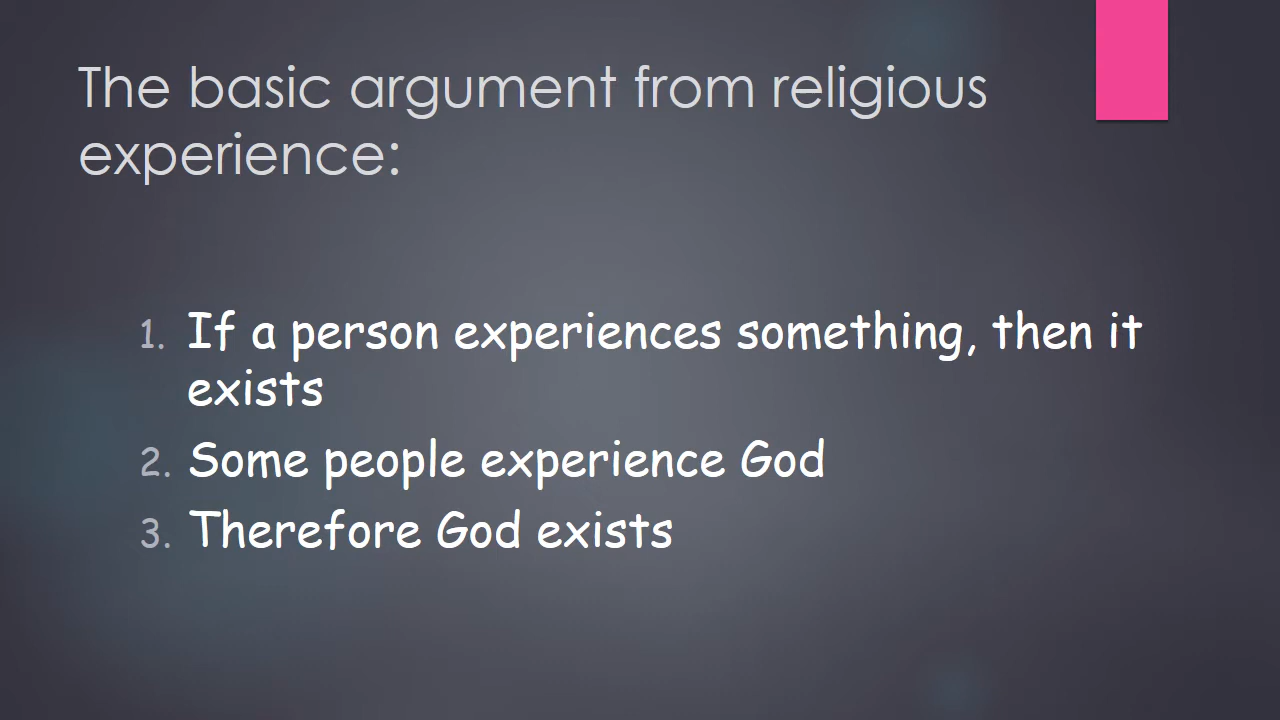 The basic argument from religious
experience:
1. If a person experiences something, then it
exists
2. Some people experience God
3. Therefore God exists